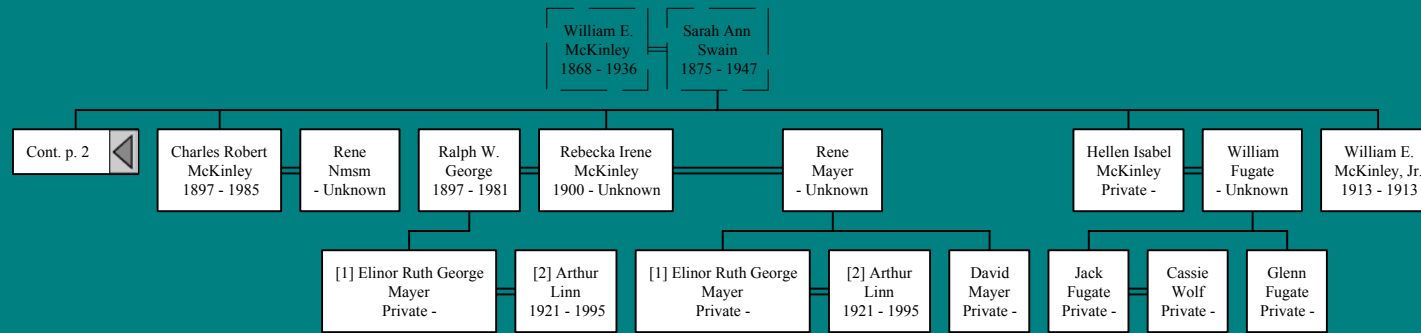 William E.
McKinley
1868 - 1936
Sarah Ann
Swain
1875 - 1947
Cont. p. 2
Charles Robert
McKinley
1897 - 1985
Rene
Nmsm
- Unknown
Ralph W.
George
1897 - 1981
Rebecka Irene
McKinley
1900 - Unknown
Rene
Mayer
- Unknown
Hellen Isabel
McKinley
Private -
William
Fugate
- Unknown
William E.
McKinley, Jr.
1913 - 1913
[1] Elinor Ruth George
Mayer
Private -
[2] Arthur
Linn
1921 - 1995
[1] Elinor Ruth George
Mayer
Private -
[2] Arthur
Linn
1921 - 1995
David
Mayer
Private -
Jack
Fugate
Private -
Cassie
Wolf
Private -
Glenn
Fugate
Private -